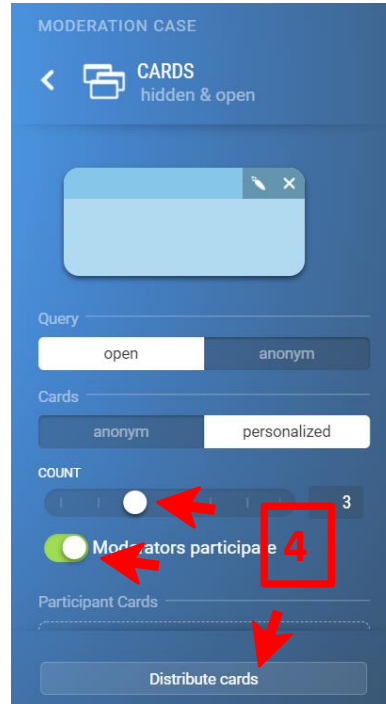 MODERATION CASE
CARDS
hidden & open
Query
open anonym
Cards
anonym personalized
COUNT
3
Moderators participate
4
Participant Cards
Distribute cards